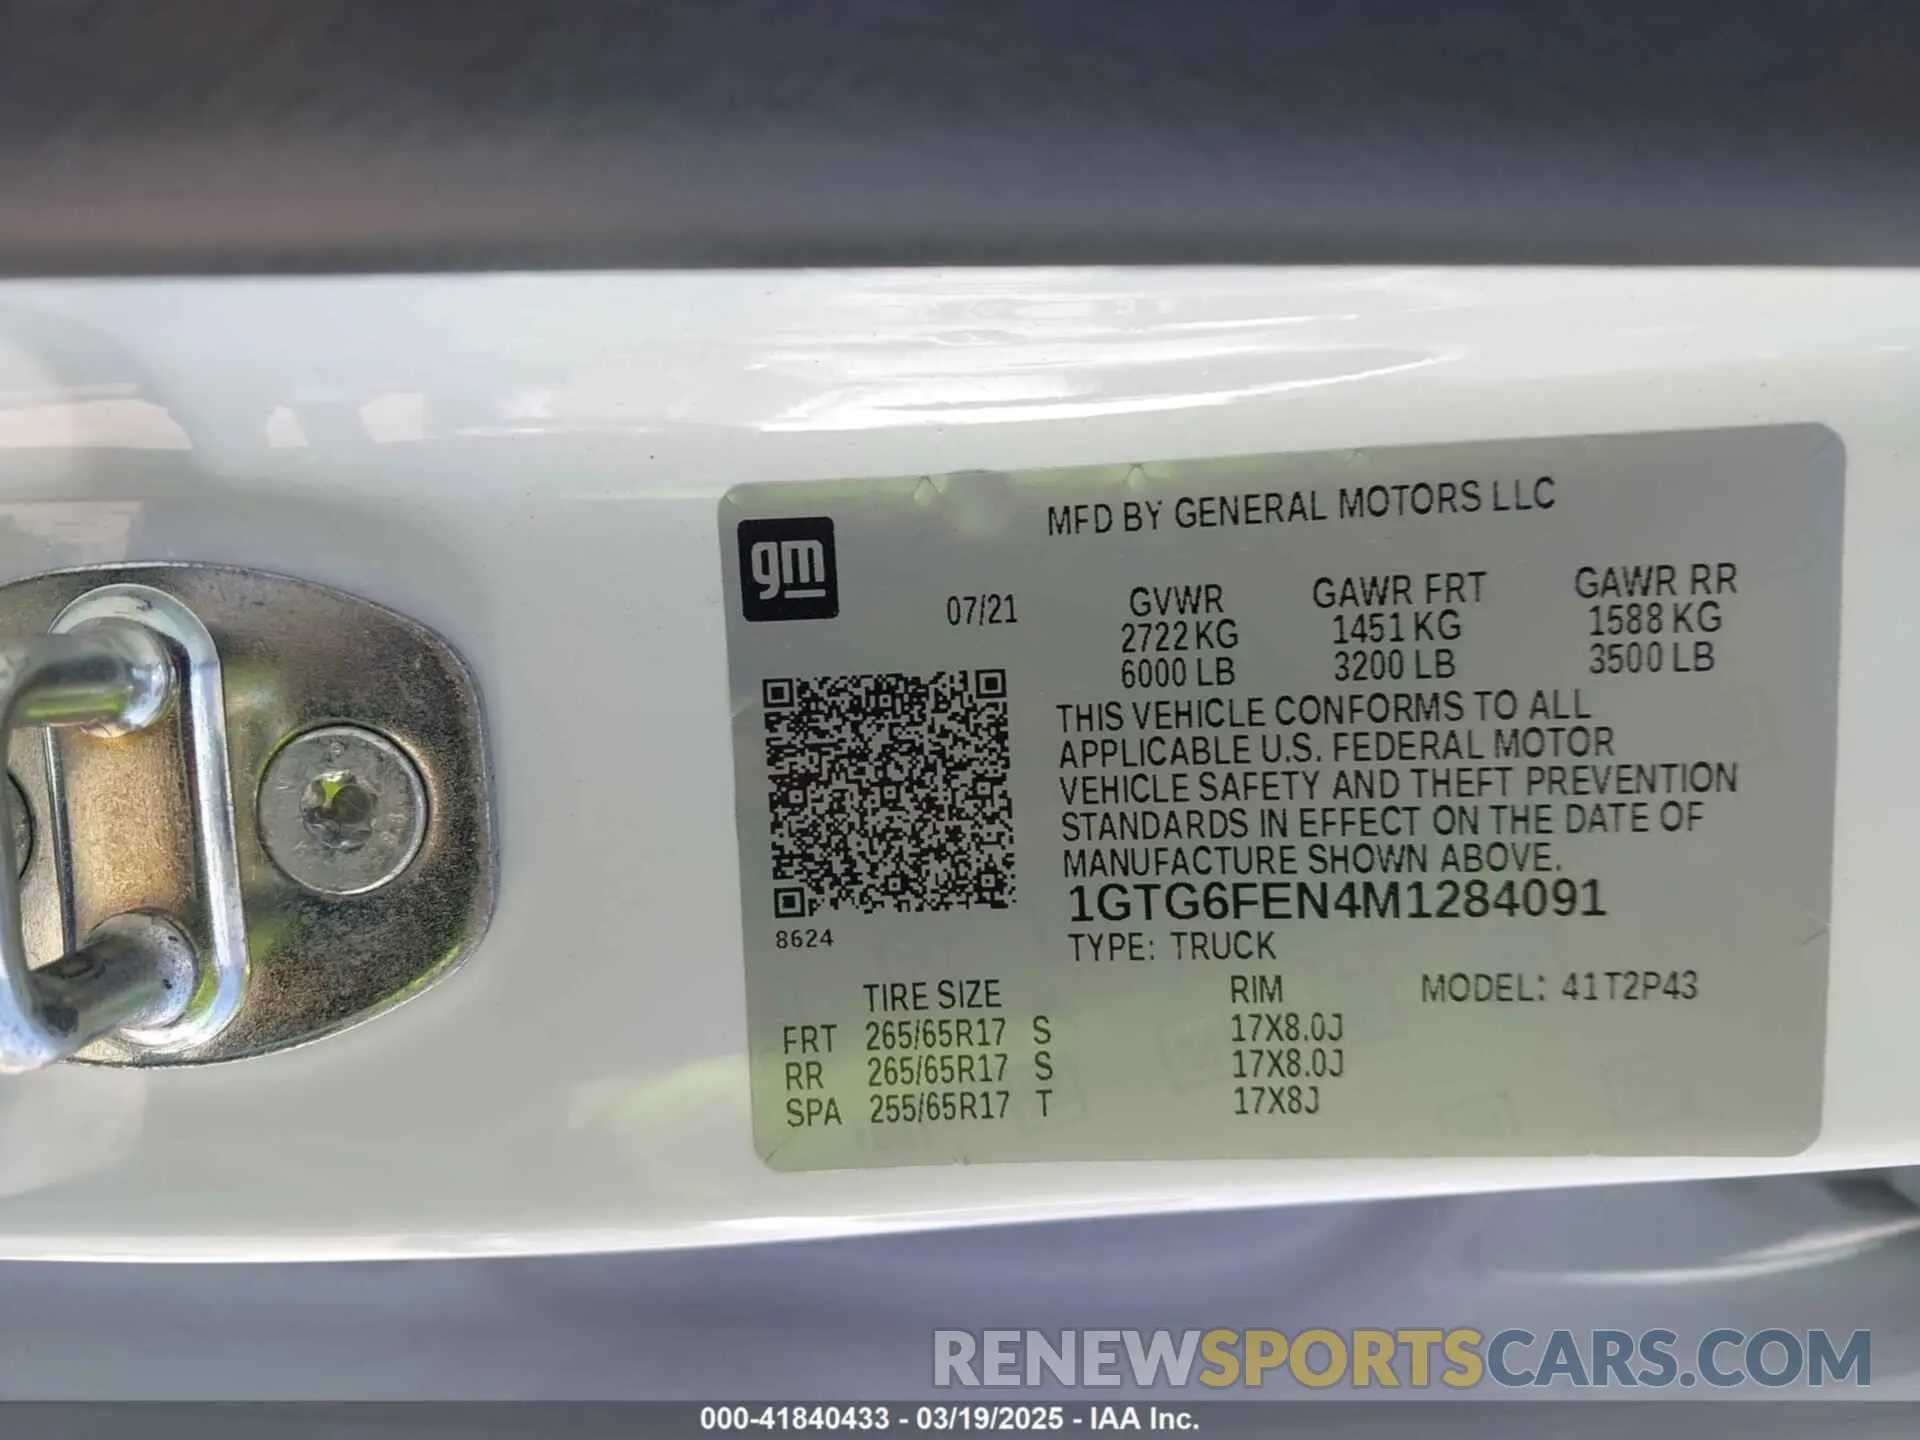 MFD BY GENERAL MOTORS LLC
gm
07/21
GVWR GAWR FRT GAWR RR
2722 KG 1451 KG 1588 KG
6000 LB 3200 LB 3500 LB
THIS VEHICLE CONFORMS TO ALL
APPLICABLE U.S. FEDERAL MOTOR
VEHICLE SAFETY AND THEFT PREVENTION
STANDARDS IN EFFECT ON THE DATE OF
MANUFACTURE SHOWN ABOVE.
1GTG6FEN4M1284091
8624
TYPE: TRUCK
TIRE SIZE RIM MODEL: 41T2P43
FRT 265/65R17 S 17X8.0J
RR 265/65R17 S 17X8.0J
SPA 255/65R17 T 17X8J
RENEWSPORTSCARS.COM
000-41840433 - 03/19/2025 - IAA Inc.